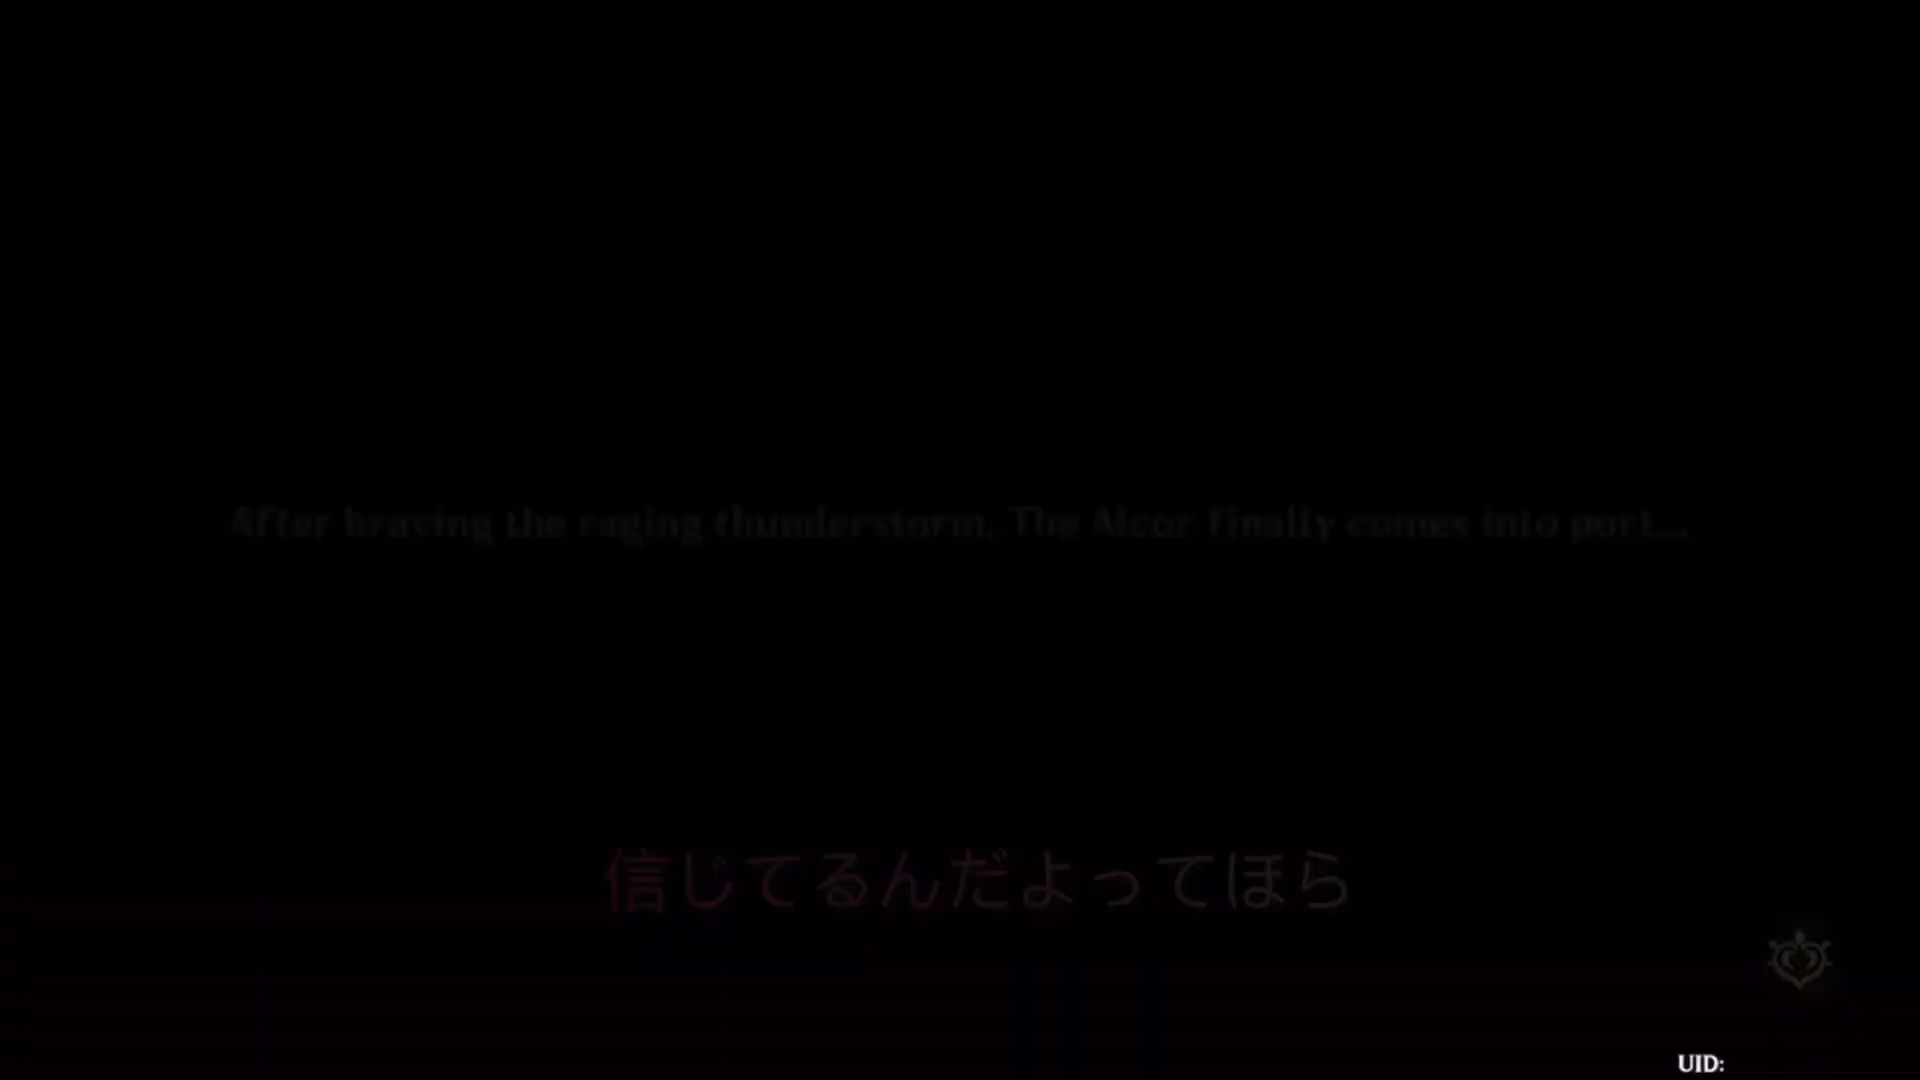 After braving the raging thunderstorm, The Alcor finally comes into port...
信じてるんだよってほら
UID: